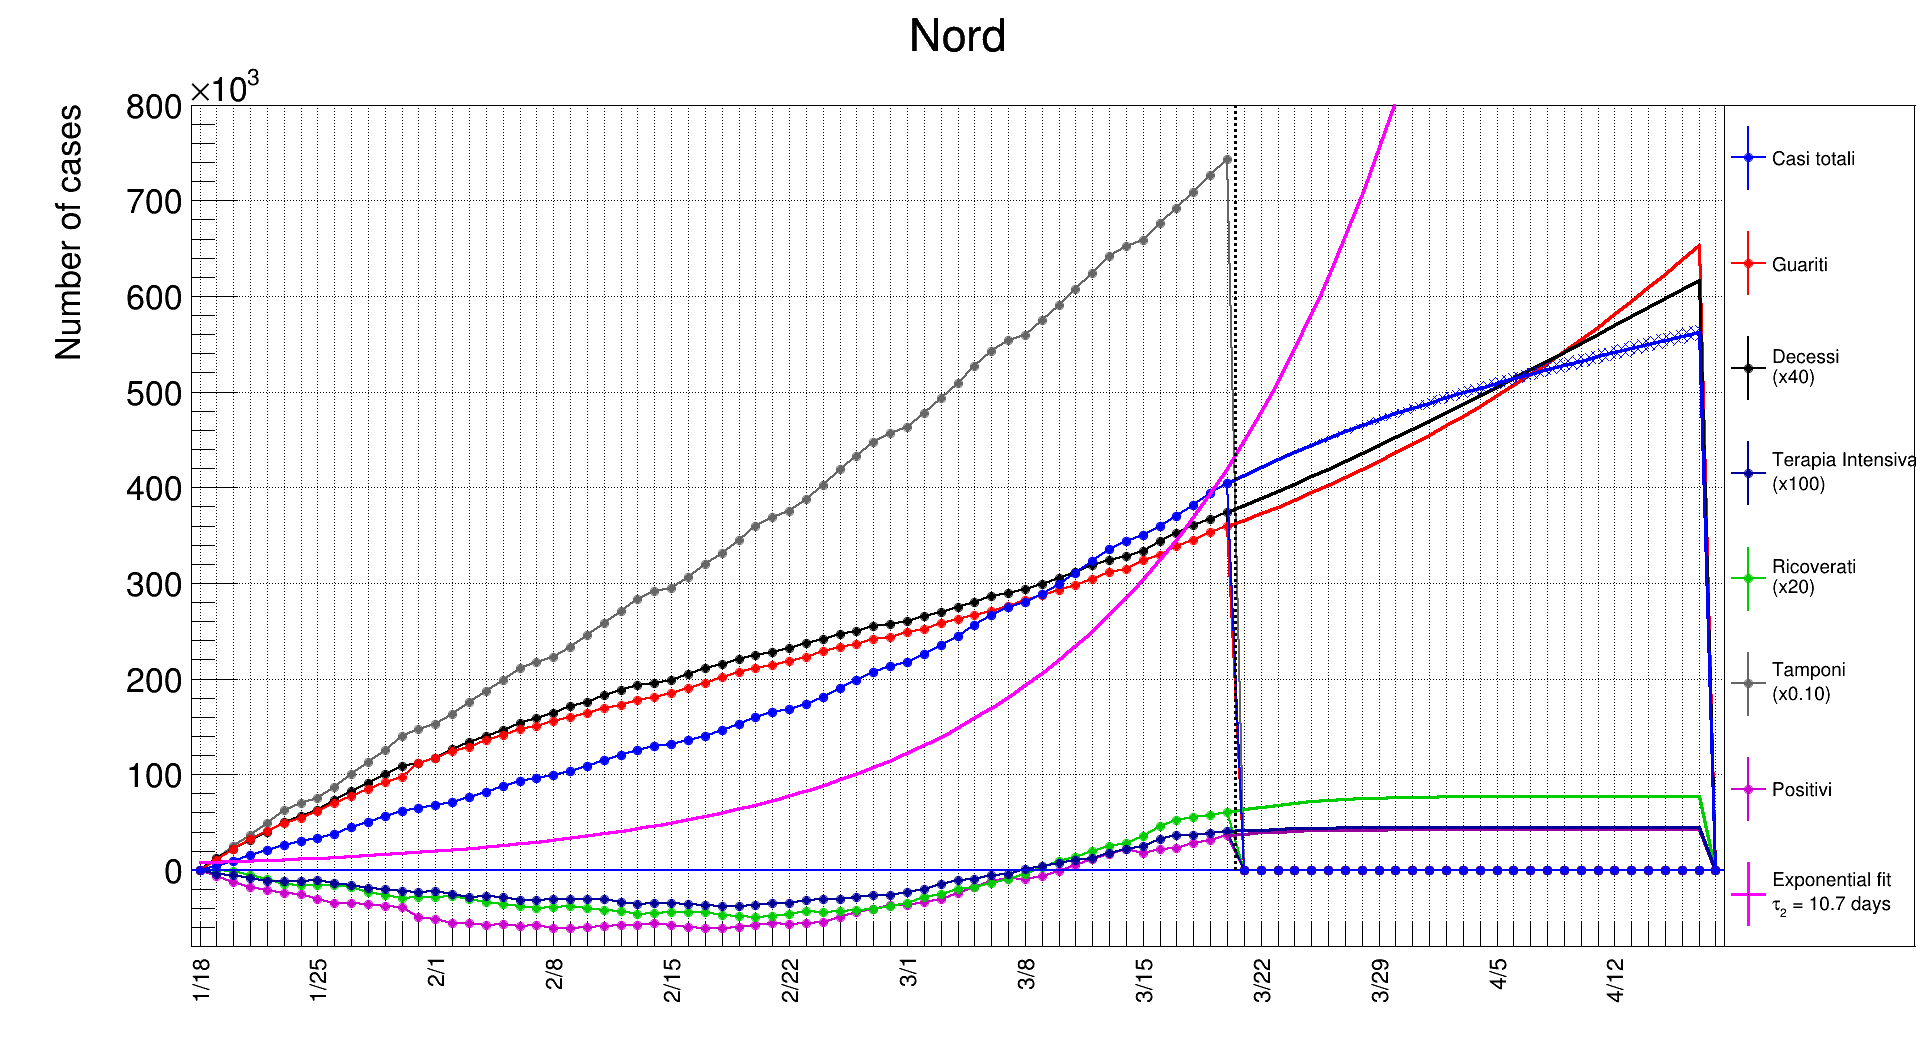 Nord
×10³
Number of cases
800
700
600
500
400
300
200
100
0
1/18
1/25
2/1
2/8
2/15
2/22
3/1
3/8
3/15
3/22
3/29
4/5
4/12
Casi totali
Guariti
Decessi
(x40)
Terapia Intensiva
(x100)
Ricoverati
(x20)
Tamponi
(x0.10)
Positivi
Exponential fit
τ₂ = 10.7 days